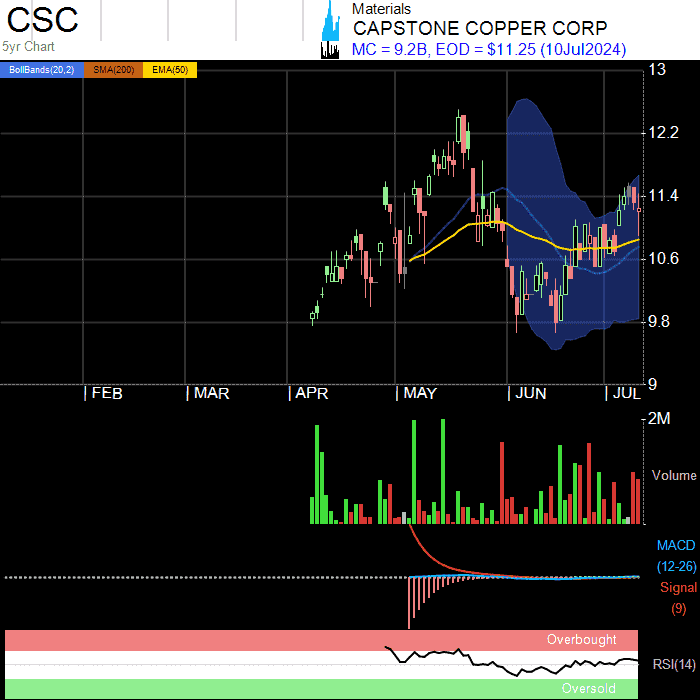 CSC
5yr Chart
Materials
CAPSTONE COPPER CORP
MC = 9.2B, EOD = $11.25 (10Jul2024)
BollBands(20,2) SMA(200) EMA(50)
13
12.2
11.4
10.6
9.8
9
FEB MAR APR MAY JUN JUL
2M
Volume
MACD
(12-26)
Signal
(9)
Overbought
RSI(14)
Oversold